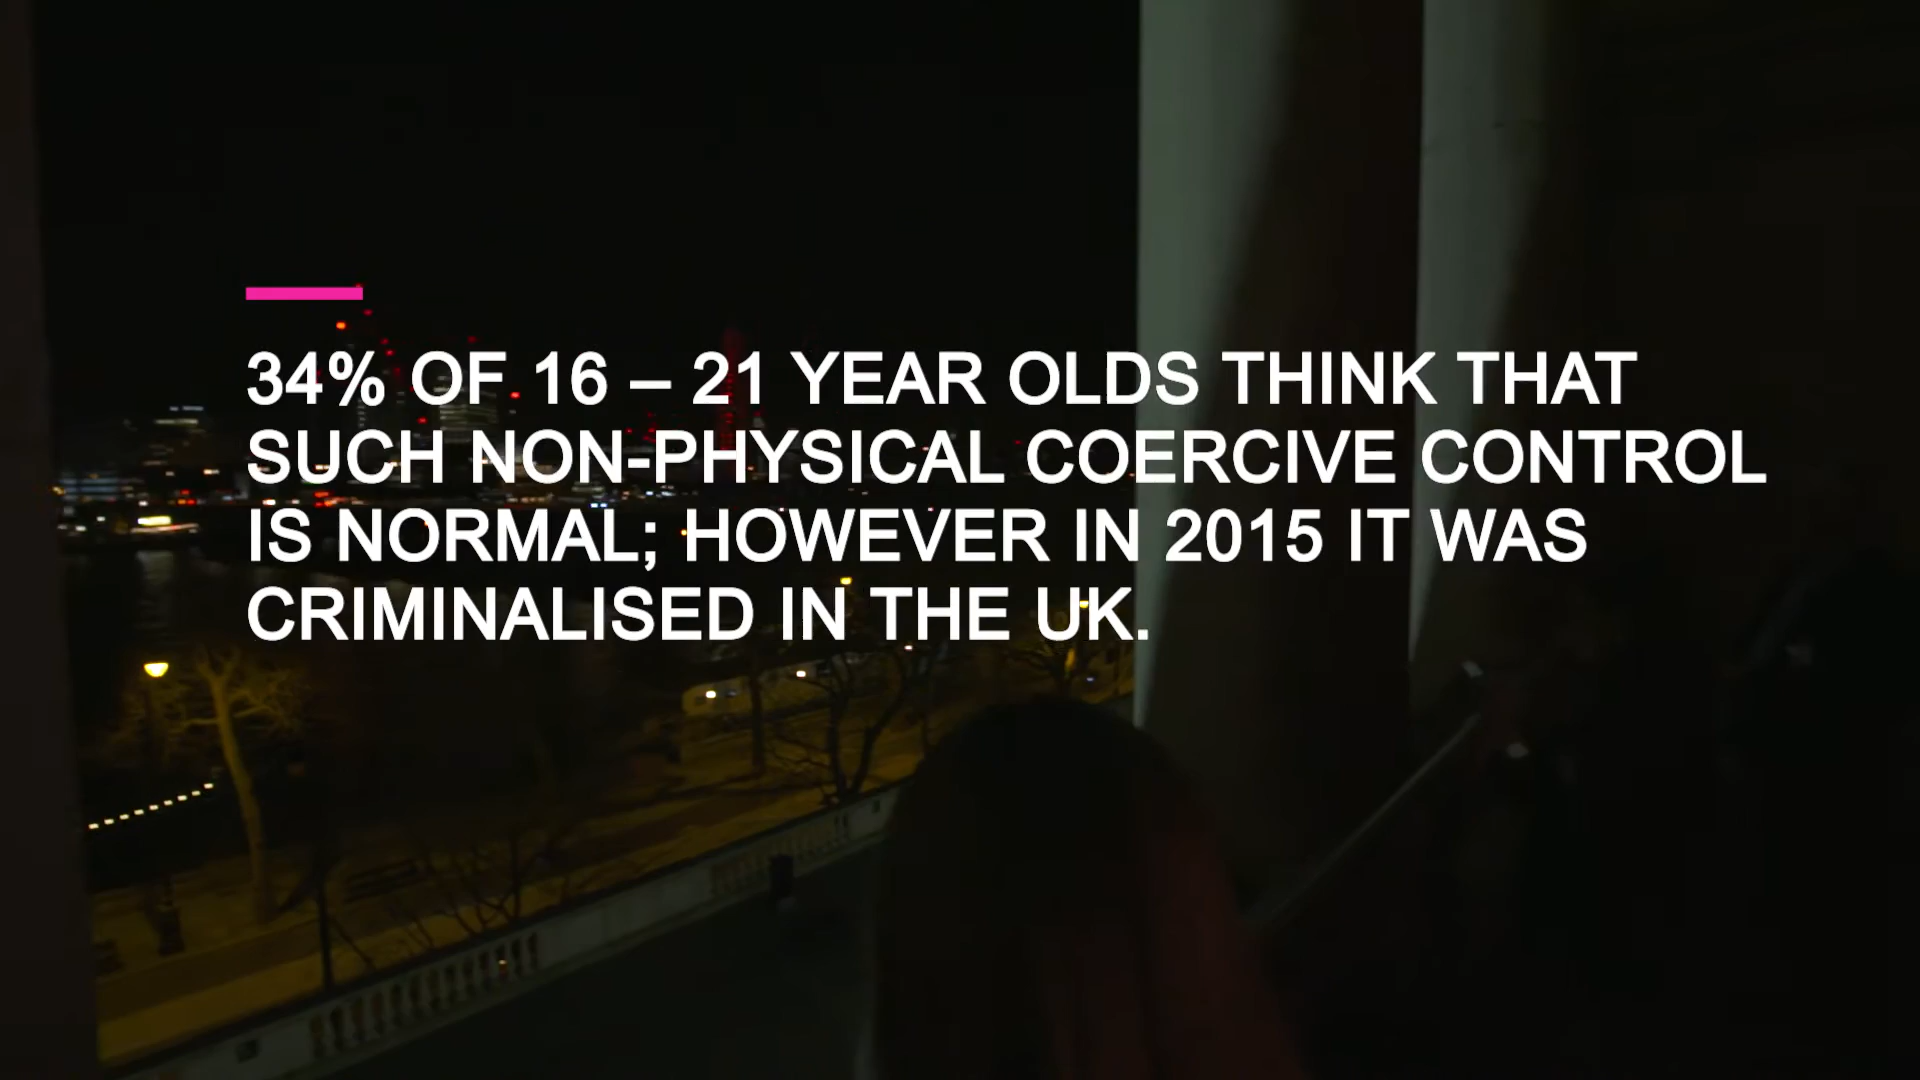 34% OF 16 – 21 YEAR OLDS THINK THAT
SUCH NON-PHYSICAL COERCIVE CONTROL
IS NORMAL; HOWEVER IN 2015 IT WAS
CRIMINALISED IN THE UK.